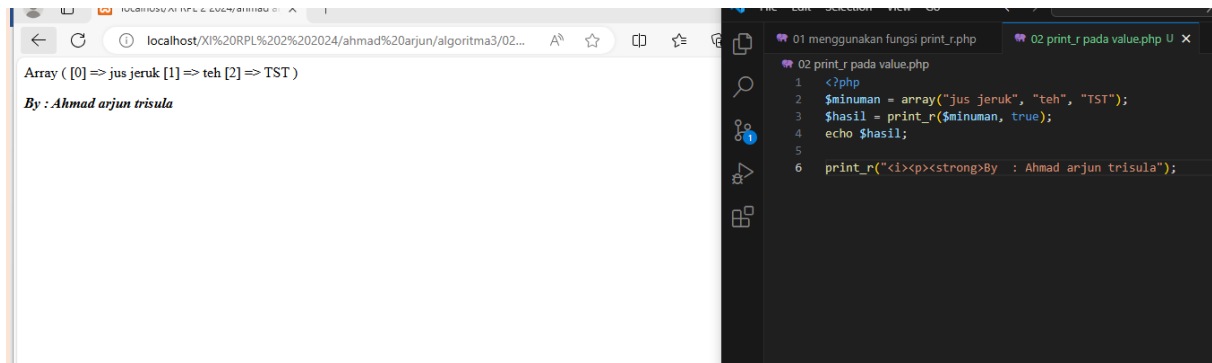 localhost/XI RPL 2 2024/ahmad a
localhost/XI%20RPL%202%202024/ahmad%20arjun/algoritma3/02...
Array ( [0] => jus jeruk [1] => teh [2] => TST )
By : Ahmad arjun trisula
File Edit Selection View Go
01 menggunakan fungsi print_r.php
02 print_r pada value.php U
02 print_r pada value.php
1 <?php
2 $minuman = array("jus jeruk", "teh", "TST");
3 $hasil = print_r($minuman, true);
4 echo $hasil;
5
6 print_r("<i><p><strong>By  : Ahmad arjun trisula");
1